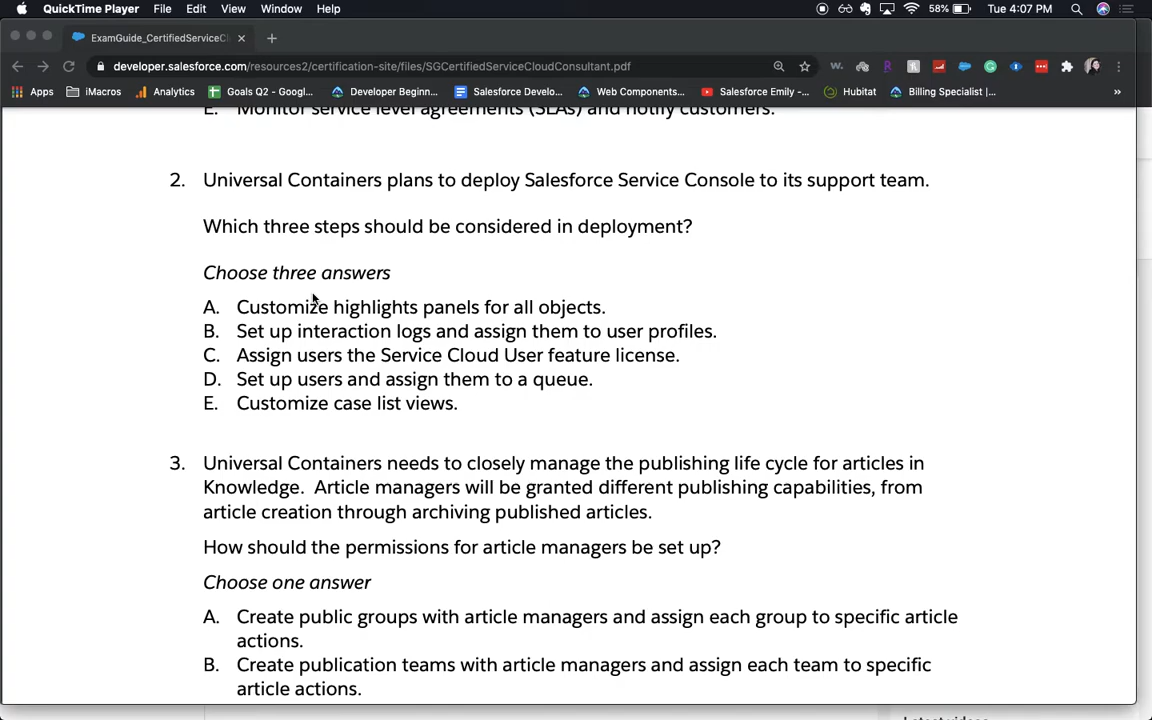 QuickTime Player File Edit View Window Help 58% Tue 4:07 PM
ExamGuide_CertifiedServiceCl
developer.salesforce.com/resources2/certification-site/files/SGCertifiedServiceCloudConsultant.pdf
Apps iMacros Analytics Goals Q2 - Googl... Developer Beginn... Salesforce Develo... Web Components... Salesforce Emily -... Hubitat Billing Specialist |... »
E. Monitor service level agreements (SLAs) and notify customers.
2. Universal Containers plans to deploy Salesforce Service Console to its support team.
Which three steps should be considered in deployment?
Choose three answers
A. Customize highlights panels for all objects.
B. Set up interaction logs and assign them to user profiles.
C. Assign users the Service Cloud User feature license.
D. Set up users and assign them to a queue.
E. Customize case list views.
3. Universal Containers needs to closely manage the publishing life cycle for articles in
Knowledge. Article managers will be granted different publishing capabilities, from
article creation through archiving published articles.
How should the permissions for article managers be set up?
Choose one answer
A. Create public groups with article managers and assign each group to specific article
actions.
B. Create publication teams with article managers and assign each team to specific
article actions.